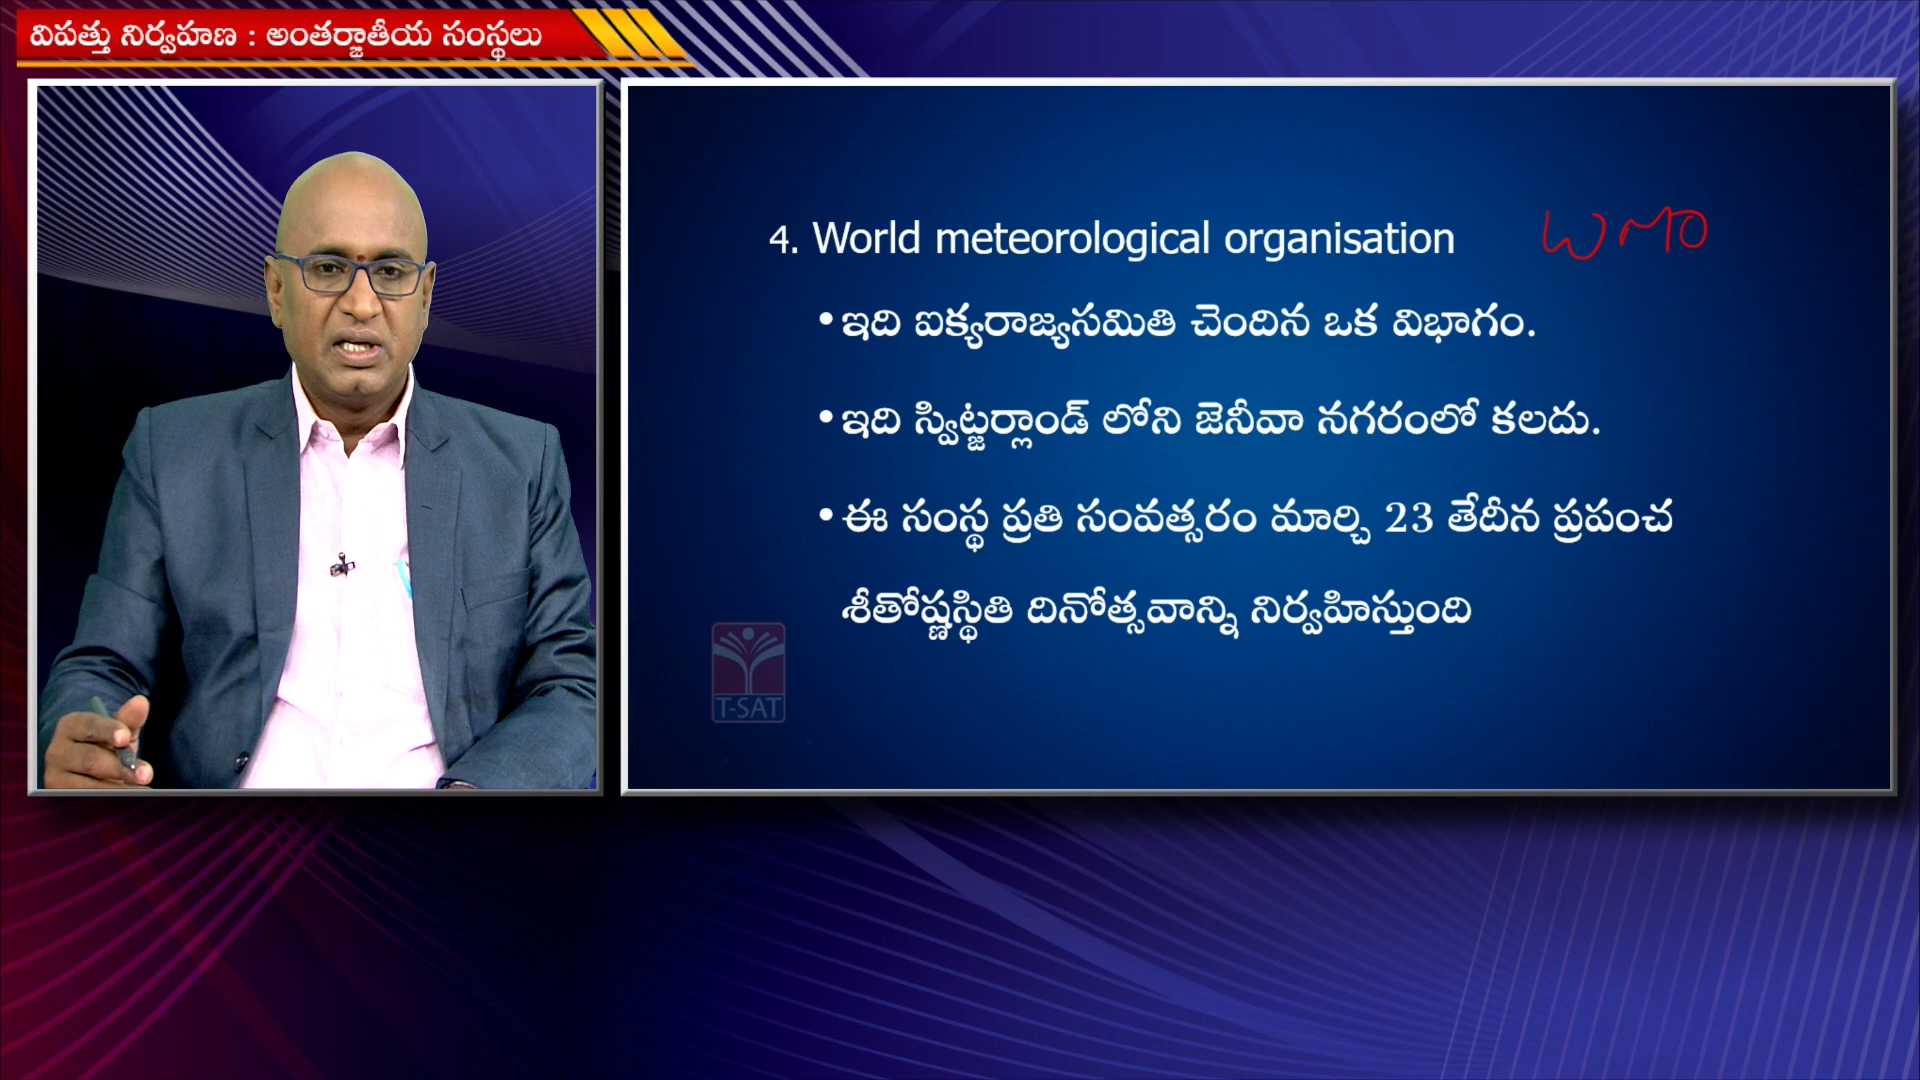 విపత్తు నిర్వహణ : అంతర్జాతీయ సంస్థలు
4. World meteorological organisation WMO
•ఇది ఐక్యరాజ్యసమితి చెందిన ఒక విభాగం.
•ఇది స్విట్జర్లాండ్ లోని జెనీవా నగరంలో కలదు.
•ఈ సంస్థ ప్రతి సంవత్సరం మార్చి 23 తేదీన ప్రపంచ
శీతోష్ణస్థితి దినోత్సవాన్ని నిర్వహిస్తుంది
T-SAT